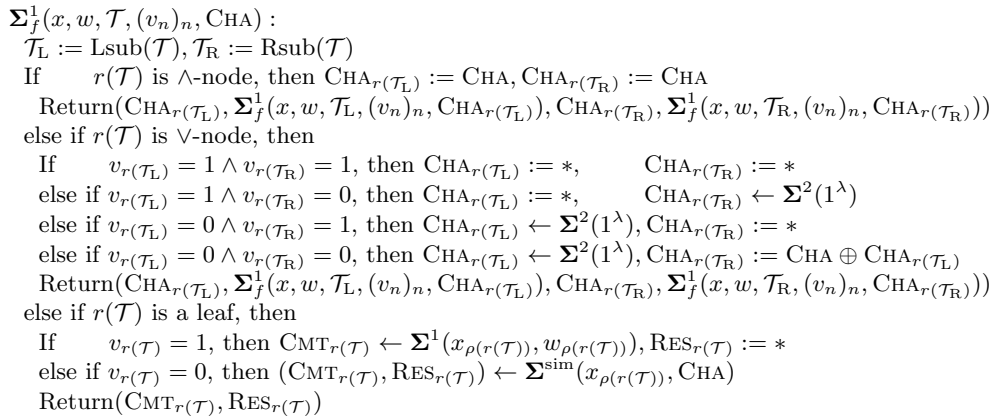 Σ¹_f(x, w, 𝒯, (v_n)_n, CHA) :
𝒯_L := Lsub(𝒯), 𝒯_R := Rsub(𝒯)
If r(𝒯) is ∧-node, then CHA_{r(𝒯_L)} := CHA, CHA_{r(𝒯_R)} := CHA
Return(CHA_{r(𝒯_L)}, Σ¹_f(x, w, 𝒯_L, (v_n)_n, CHA_{r(𝒯_L)}), CHA_{r(𝒯_R)}, Σ¹_f(x, w, 𝒯_R, (v_n)_n, CHA_{r(𝒯_R)}))
else if r(𝒯) is ∨-node, then
If v_{r(𝒯_L)} = 1 ∧ v_{r(𝒯_R)} = 1, then CHA_{r(𝒯_L)} := ∗, CHA_{r(𝒯_R)} := ∗
else if v_{r(𝒯_L)} = 1 ∧ v_{r(𝒯_R)} = 0, then CHA_{r(𝒯_L)} := ∗, CHA_{r(𝒯_R)} ← Σ²(1^λ)
else if v_{r(𝒯_L)} = 0 ∧ v_{r(𝒯_R)} = 1, then CHA_{r(𝒯_L)} ← Σ²(1^λ), CHA_{r(𝒯_R)} := ∗
else if v_{r(𝒯_L)} = 0 ∧ v_{r(𝒯_R)} = 0, then CHA_{r(𝒯_L)} ← Σ²(1^λ), CHA_{r(𝒯_R)} := CHA ⊕ CHA_{r(𝒯_L)}
Return(CHA_{r(𝒯_L)}, Σ¹_f(x, w, 𝒯_L, (v_n)_n, CHA_{r(𝒯_L)}), CHA_{r(𝒯_R)}, Σ¹_f(x, w, 𝒯_R, (v_n)_n, CHA_{r(𝒯_R)}))
else if r(𝒯) is a leaf, then
If v_{r(𝒯)} = 1, then CMT_{r(𝒯)} ← Σ¹(x_{ρ(r(𝒯))}, w_{ρ(r(𝒯))}), RES_{r(𝒯)} := ∗
else if v_{r(𝒯)} = 0, then (CMT_{r(𝒯)}, RES_{r(𝒯)}) ← Σ^{sim}(x_{ρ(r(𝒯))}, CHA)
Return(CMT_{r(𝒯)}, RES_{r(𝒯)})